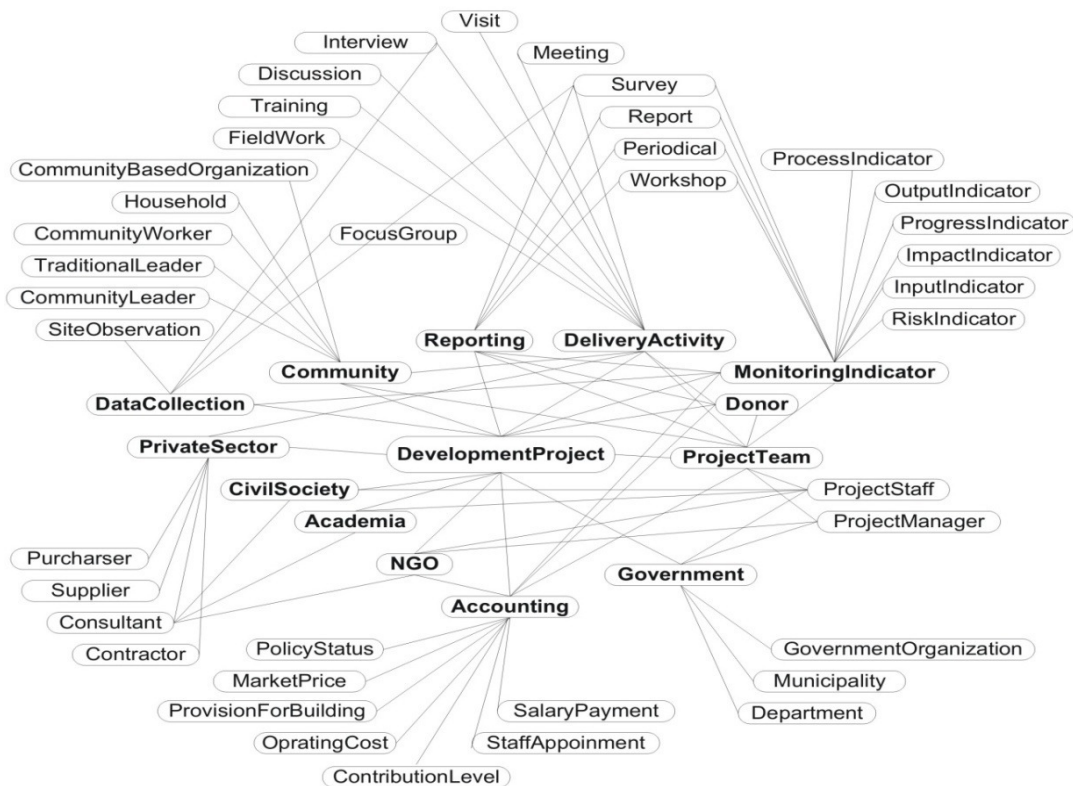 Visit
Interview
Meeting
Discussion
Survey
Training
Report
FieldWork
Periodical
ProcessIndicator
CommunityBasedOrganization
Workshop
OutputIndicator
Household
ProgressIndicator
CommunityWorker
FocusGroup
ImpactIndicator
TraditionalLeader
InputIndicator
CommunityLeader
RiskIndicator
SiteObservation
Reporting
DeliveryActivity
Community
MonitoringIndicator
DataCollection
Donor
PrivateSector
DevelopmentProject
ProjectTeam
CivilSociety
ProjectStaff
Academia
ProjectManager
Purcharser
NGO
Government
Supplier
Accounting
Consultant
PolicyStatus
GovernmentOrganization
Contractor
MarketPrice
Municipality
ProvisionForBuilding
SalaryPayment
Department
OpratingCost
StaffAppoinment
ContributionLevel